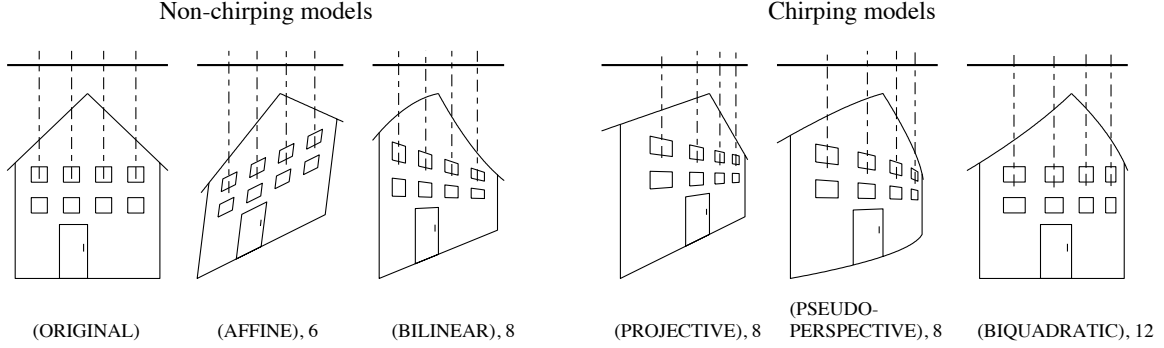 Non-chirping models
Chirping models
(ORIGINAL)
(AFFINE), 6
(BILINEAR), 8
(PROJECTIVE), 8
(PSEUDO-
PERSPECTIVE), 8
(BIQUADRATIC), 12